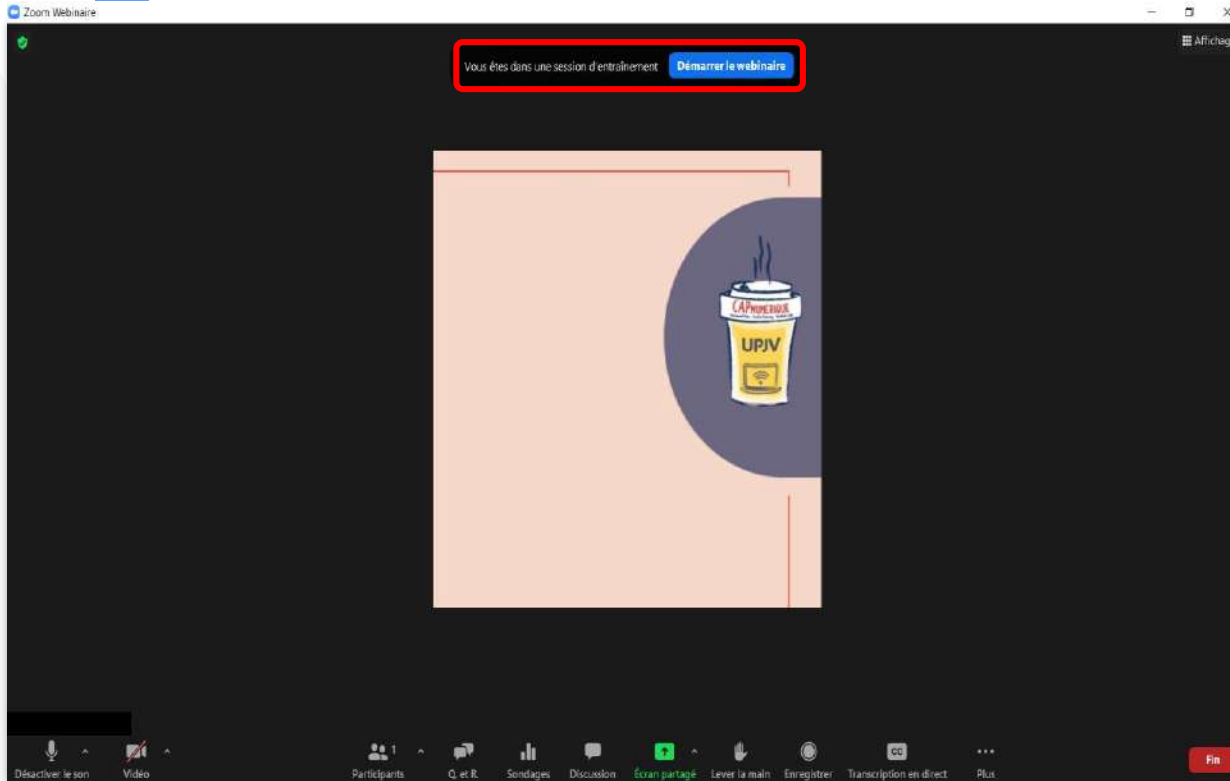 Zoom Webinaire
Affichag
Vous êtes dans une session d'entraînement Démarrer le webinaire
CAPNUMERIQUE
UPJV
1
Désactiver le son Vidéo Participants Q. et R. Sondages Discussion Écran partagé Lever la main Enregistrer CC Transcription en direct Plus Fin